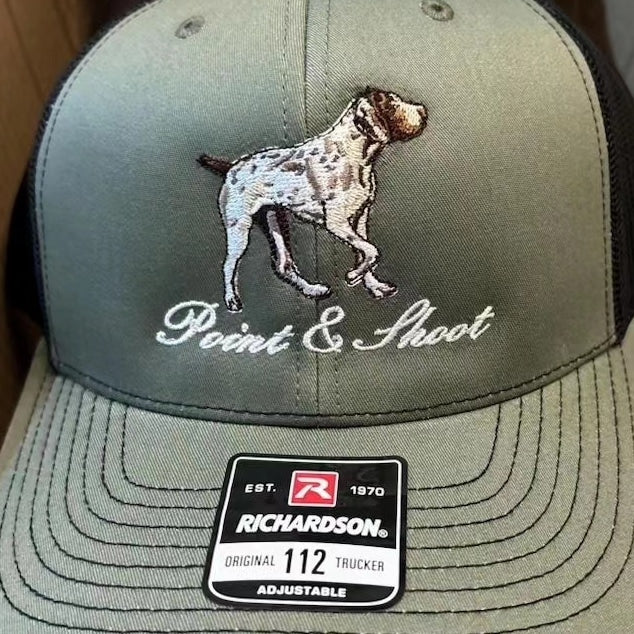 Point & Shoot
EST. R 1970
RICHARDSON®
ORIGINAL 112 TRUCKER
ADJUSTABLE